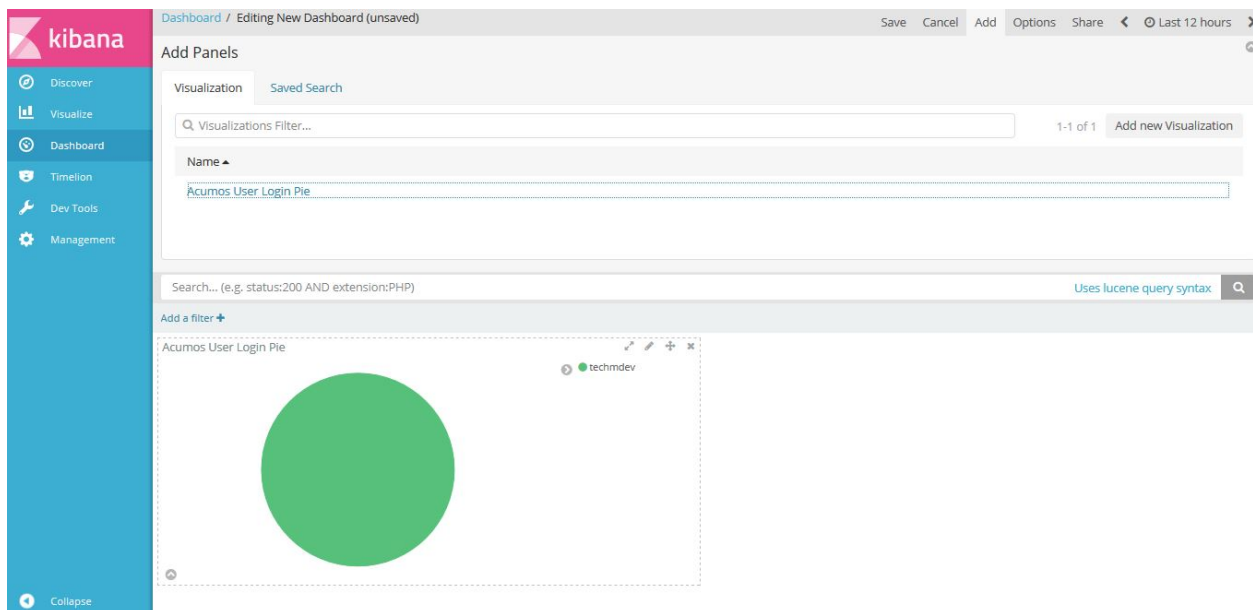 kibana
Discover
Visualize
Dashboard
Timelion
Dev Tools
Management
Collapse
Dashboard / Editing New Dashboard (unsaved)
Save Cancel Add Options Share Last 12 hours
Add Panels
Visualization Saved Search
Visualizations Filter... 1-1 of 1 Add new Visualization
Name
Acumos User Login Pie
Search... (e.g. status:200 AND extension:PHP) Uses lucene query syntax
Add a filter +
Acumos User Login Pie
techmdev